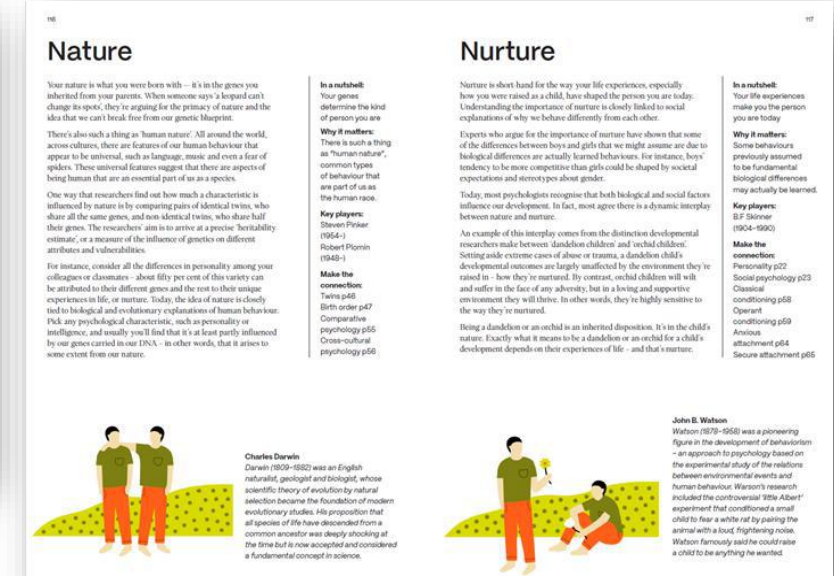 116
Nature
Your nature is what you were born with – it's in the genes you
inherited from your parents. When someone says 'a leopard can't
change its spots', they're arguing for the primacy of nature and the
idea that we can't break free from our genetic blueprint.
There's also such a thing as 'human nature'. All around the world,
across cultures, there are features of our human behaviour that
appear to be universal, such as language, music and even a fear of
spiders. These universal features suggest that there are aspects of
being human that are an essential part of us as a species.
One way that researchers find out how much a characteristic is
influenced by nature is by comparing pairs of identical twins, who
share all the same genes, and non-identical twins, who share half
their genes. The researchers' aim is to arrive at a precise 'heritability
estimate', or a measure of the influence of genetics on different
attributes and vulnerabilities.
For instance, consider all the differences in personality among your
colleagues or classmates – about fifty per cent of this variety can
be attributed to their different genes and the rest to their unique
experiences in life, or nurture. Today, the idea of nature is closely
tied to biological and evolutionary explanations of human behaviour.
Pick any psychological characteristic, such as personality or
intelligence, and usually you'll find that it's at least partly influenced
by our genes carried in our DNA – in other words, that it arises to
some extent from our nature.
In a nutshell:
Your genes
determine the kind
of person you are
Why it matters:
There is such a thing
as "human nature",
common types
of behaviour that
are part of us as
the human race.
Key players:
Steven Pinker
(1954–)
Robert Plomin
(1948–)
Make the
connection:
Twins p46
Birth order p47
Comparative
psychology p55
Cross-cultural
psychology p56
Charles Darwin
Darwin (1809–1882) was an English
naturalist, geologist and biologist, whose
scientific theory of evolution by natural
selection became the foundation of modern
evolutionary studies. His proposition that
all species of life have descended from a
common ancestor was deeply shocking at
the time but is now accepted and considered
a fundamental concept in science.
117
Nurture
Nurture is short-hand for the way your life experiences, especially
how you were raised as a child, have shaped the person you are today.
Understanding the importance of nurture is closely linked to social
explanations of why we behave differently from each other.
Experts who argue for the importance of nurture have shown that some
of the differences between boys and girls that we might assume are due to
biological differences are actually learned behaviours. For instance, boys'
tendency to be more competitive than girls could be shaped by societal
expectations and stereotypes about gender.
Today, most psychologists recognise that both biological and social factors
influence our development. In fact, most agree there is a dynamic interplay
between nature and nurture.
An example of this interplay comes from the distinction developmental
researchers make between 'dandelion children' and 'orchid children'.
Setting aside extreme cases of abuse or trauma, a dandelion child's
developmental outcomes are largely unaffected by the environment they're
raised in – how they're nurtured. By contrast, orchid children will wilt
and suffer in the face of any adversity, but in a loving and supportive
environment they will thrive. In other words, they're highly sensitive to
the way they're nurtured.
Being a dandelion or an orchid is an inherited disposition. It's in the child's
nature. Exactly what it means to be a dandelion or an orchid for a child's
development depends on their experiences of life – and that's nurture.
In a nutshell:
Your life experiences
make you the person
you are today
Why it matters:
Some behaviours
previously assumed
to be fundamental
biological differences
may actually be learned.
Key players:
B.F Skinner
(1904–1990)
Make the
connection:
Personality p22
Social psychology p23
Classical
conditioning p58
Operant
conditioning p59
Anxious
attachment p64
Secure attachment p65
John B. Watson
Watson (1878–1958) was a pioneering
figure in the development of behaviorism
– an approach to psychology based on
the experimental study of the relations
between environmental events and
human behaviour. Warson's research
included the controversial 'little Albert'
experiment that conditioned a small
child to fear a white rat by pairing the
animal with a loud, frightening noise.
Watson famously said he could raise
a child to be anything he wanted.